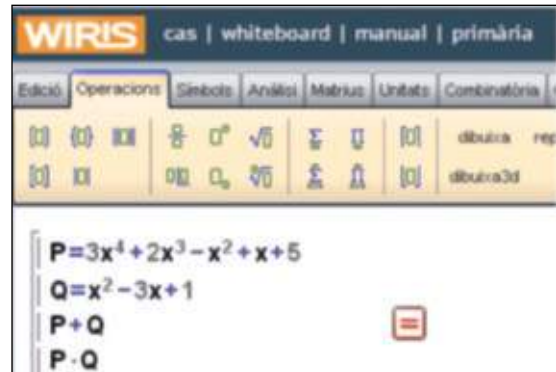 WIRIS cas | whiteboard | manual | primària
Edició Operacions Símbols Anàlisi Matrius Unitats Combinatòria
dibuixa rep
dibuixa3d
P=3x⁴+2x³−x²+x+5
Q=x²−3x+1
P+Q
=
P·Q